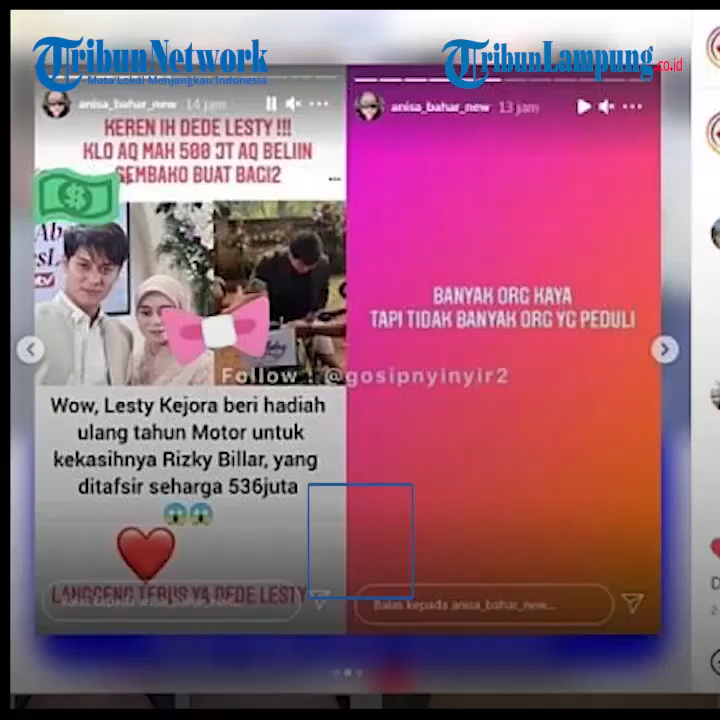 Tribun Network
Mata Lokal Menjangkau Indonesia
TribunLampung.co.id
anisa_bahar_new 14 jam
KEREN IH DEDE LESTY !!!
KLO AQ MAH 500 JT AQ BELIIN
SEMBAKO BUAT BAGI2
Wow, Lesty Kejora beri hadiah
ulang tahun Motor untuk
kekasihnya Rizky Billar, yang
ditafsir seharga 536juta
LANGGENG TERUS YA DEDE LESTY
anisa_bahar_new 13 jam
BANYAK ORG KAYA
TAPI TIDAK BANYAK ORG YG PEDULI
Follow : @gosipnyinyir2
Balas kepada anisa_bahar_new...